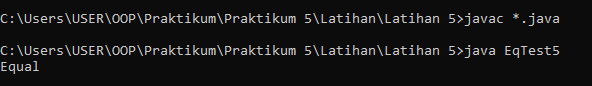 C:\Users\USER\OOP\Praktikum\Praktikum 5\Latihan\Latihan 5>javac *.java
C:\Users\USER\OOP\Praktikum\Praktikum 5\Latihan\Latihan 5>java EqTest5
Equal